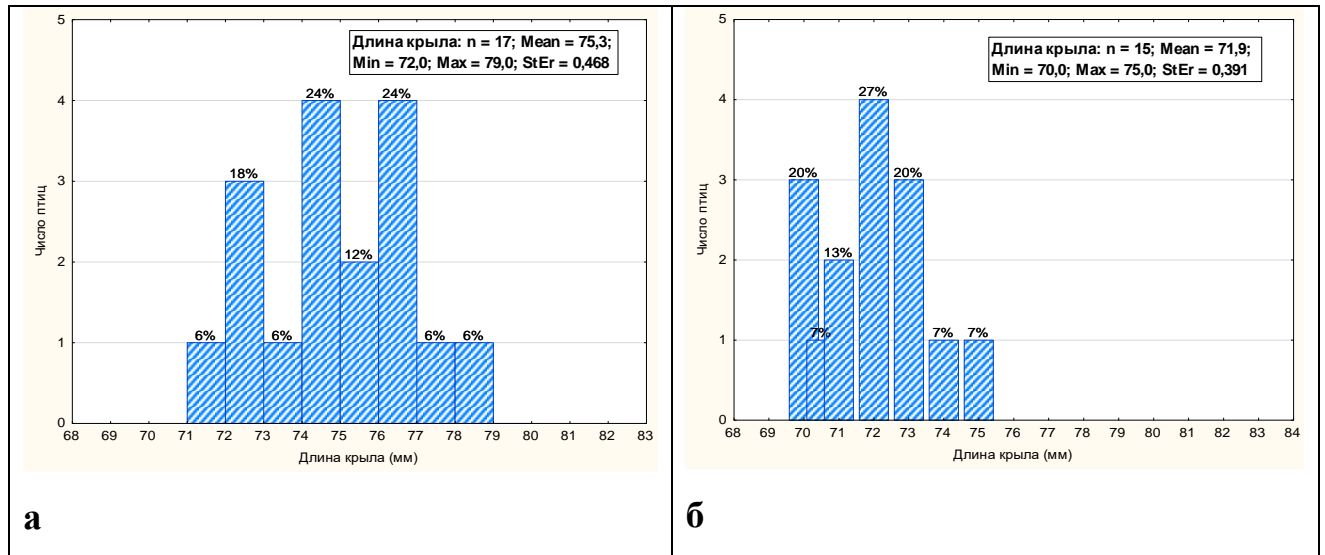 Длина крыла: n = 17; Mean = 75,3;
Min = 72,0; Max = 79,0; StEr = 0,468
5
4
3
2
1
0
Число птиц
6%
18%
6%
24%
12%
24%
6%
6%
68 69 70 71 72 73 74 75 76 77 78 79 80 81 82 83
Длина крыла (мм)
а
Длина крыла: n = 15; Mean = 71,9;
Min = 70,0; Max = 75,0; StEr = 0,391
5
4
3
2
1
0
Число птиц
20%
7%
13%
27%
20%
7%
7%
68 69 70 71 72 73 74 75 76 77 78 79 80 81 82 83 84
Длина крыла (мм)
б